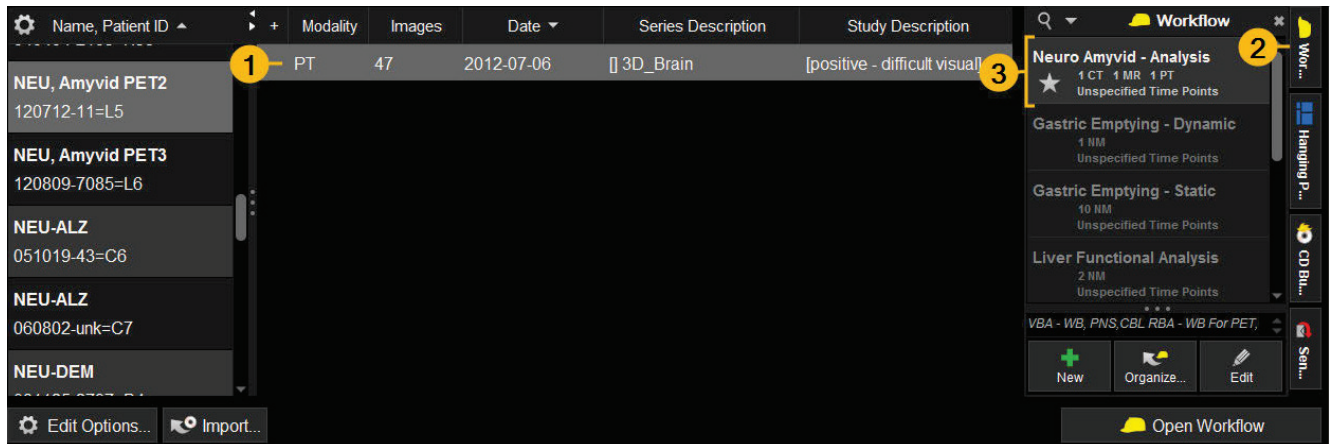 Name, Patient ID
+ Modality Images Date Series Description Study Description
NEU, Amyvid PET2
120712-11=L5
NEU, Amyvid PET3
120809-7085=L6
NEU-ALZ
051019-43=C6
NEU-ALZ
060802-unk=C7
NEU-DEM
Edit Options...
Import...
1
PT 47 2012-07-06 [] 3D_Brain [positive - difficult visual]
Workflow
2
3
Neuro Amyvid - Analysis
1 CT 1 MR 1 PT
Unspecified Time Points
Gastric Emptying - Dynamic
1 NM
Unspecified Time Points
Gastric Emptying - Static
10 NM
Unspecified Time Points
Liver Functional Analysis
2 NM
Unspecified Time Points
VBA - WB, PNS,CBL RBA - WB For PET,
New
Organize...
Edit
Open Workflow
Wor...
Hanging P...
CD Bu...
Sen...